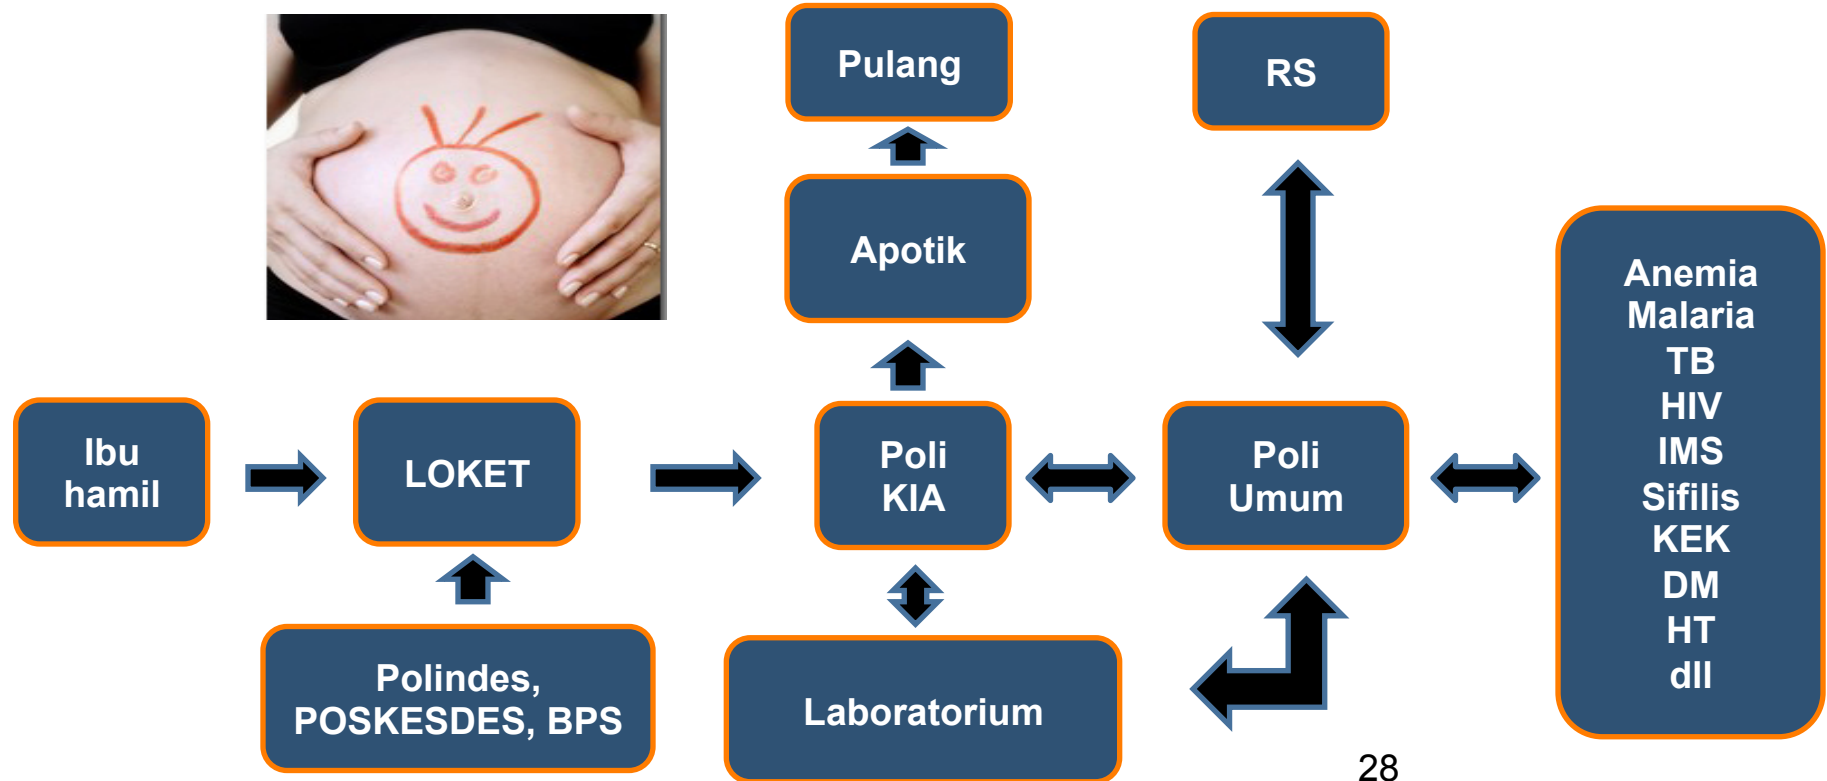 Pulang
RS
Apotik
Ibu
hamil
LOKET
Poli
KIA
Poli
Umum
Anemia
Malaria
TB
HIV
IMS
Sifilis
KEK
DM
HT
dll
Polindes,
POSKESDES, BPS
Laboratorium
28